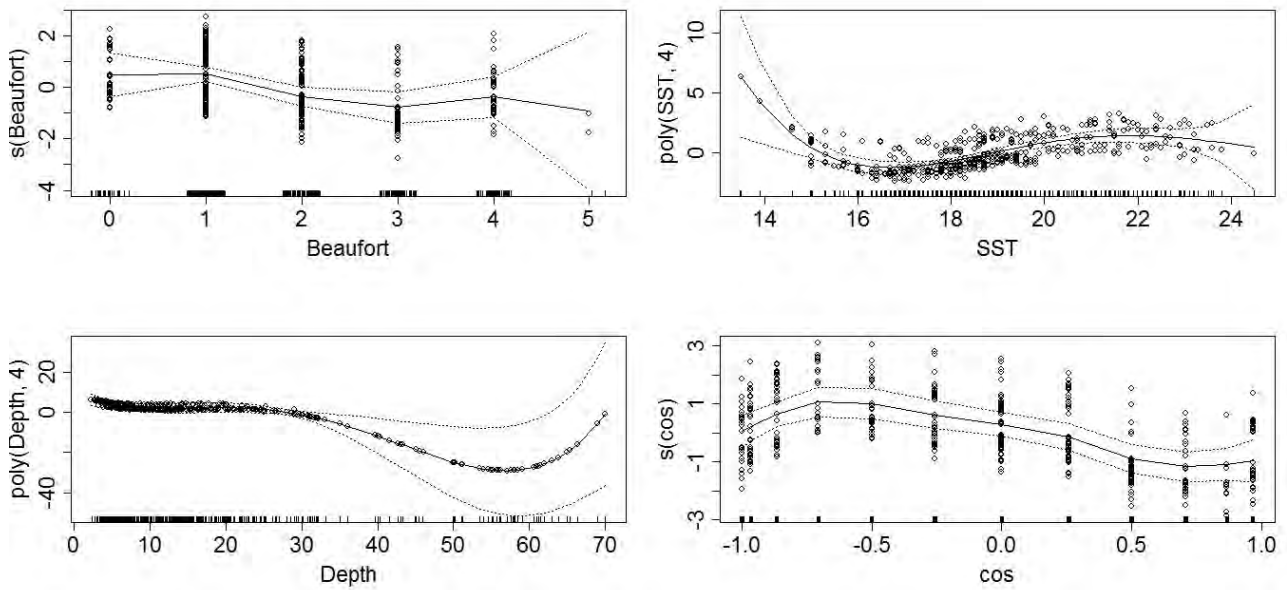 s(Beaufort)
2
0
-2
-4
0 1 2 3 4 5
Beaufort
poly(SST, 4)
10
5
0
14 16 18 20 22 24
SST
poly(Depth, 4)
20
0
-40
0 10 20 30 40 50 60 70
Depth
s(cos)
3
1
-1
-3
-1.0 -0.5 0.0 0.5 1.0
cos